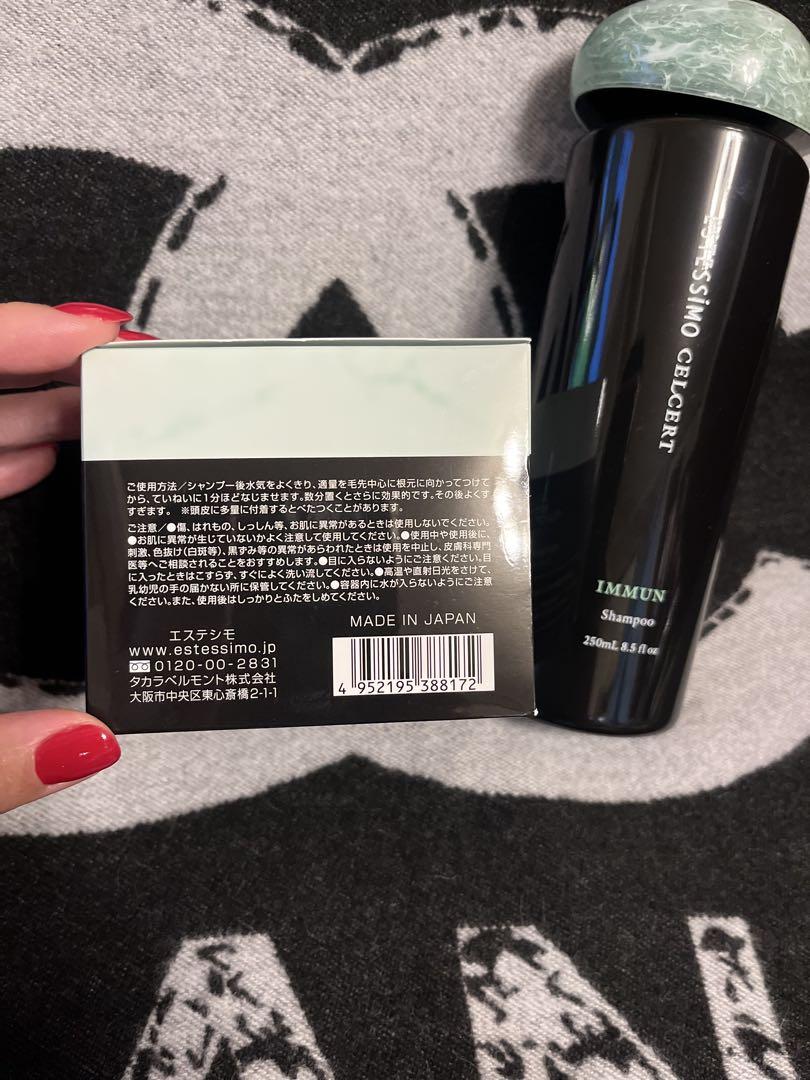 ご使用方法／シャンプー後水気をよくきり、適量を毛先中心に根元に向かってつけて
から、ていねいに1分ほどなじませます。数分置くとさらに効果的です。その後よくす
すぎます。 ※頭皮に多量に付着するとべたつくことがあります。
ご注意／●傷、はれもの、しっしん等、お肌に異常があるときは使用しないでください。
●お肌に異常が生じていないかよく注意して使用してください。●使用中や使用後に、
刺激、色抜け(白斑等)、黒ずみ等の異常があらわれたときは使用を中止し、皮膚科専門
医等へご相談されることをおすすめします。●目に入らないようにご注意ください。目
に入ったときはこすらず、すぐによく洗い流してください。●高温や直射日光をさけて、
乳幼児の手の届かない所に保管してください。●容器内に水が入らないようにご注意
ください。また、使用後はしっかりとふたをしめてください。
エステシモ
www.estessimo.jp
0120-00-2831
タカラベルモント株式会社
大阪市中央区東心斎橋2-1-1
MADE IN JAPAN
4 952195 388172
ESTESSiMO CELCERT
IMMUN
Shampoo
250mL 8.5 fl oz